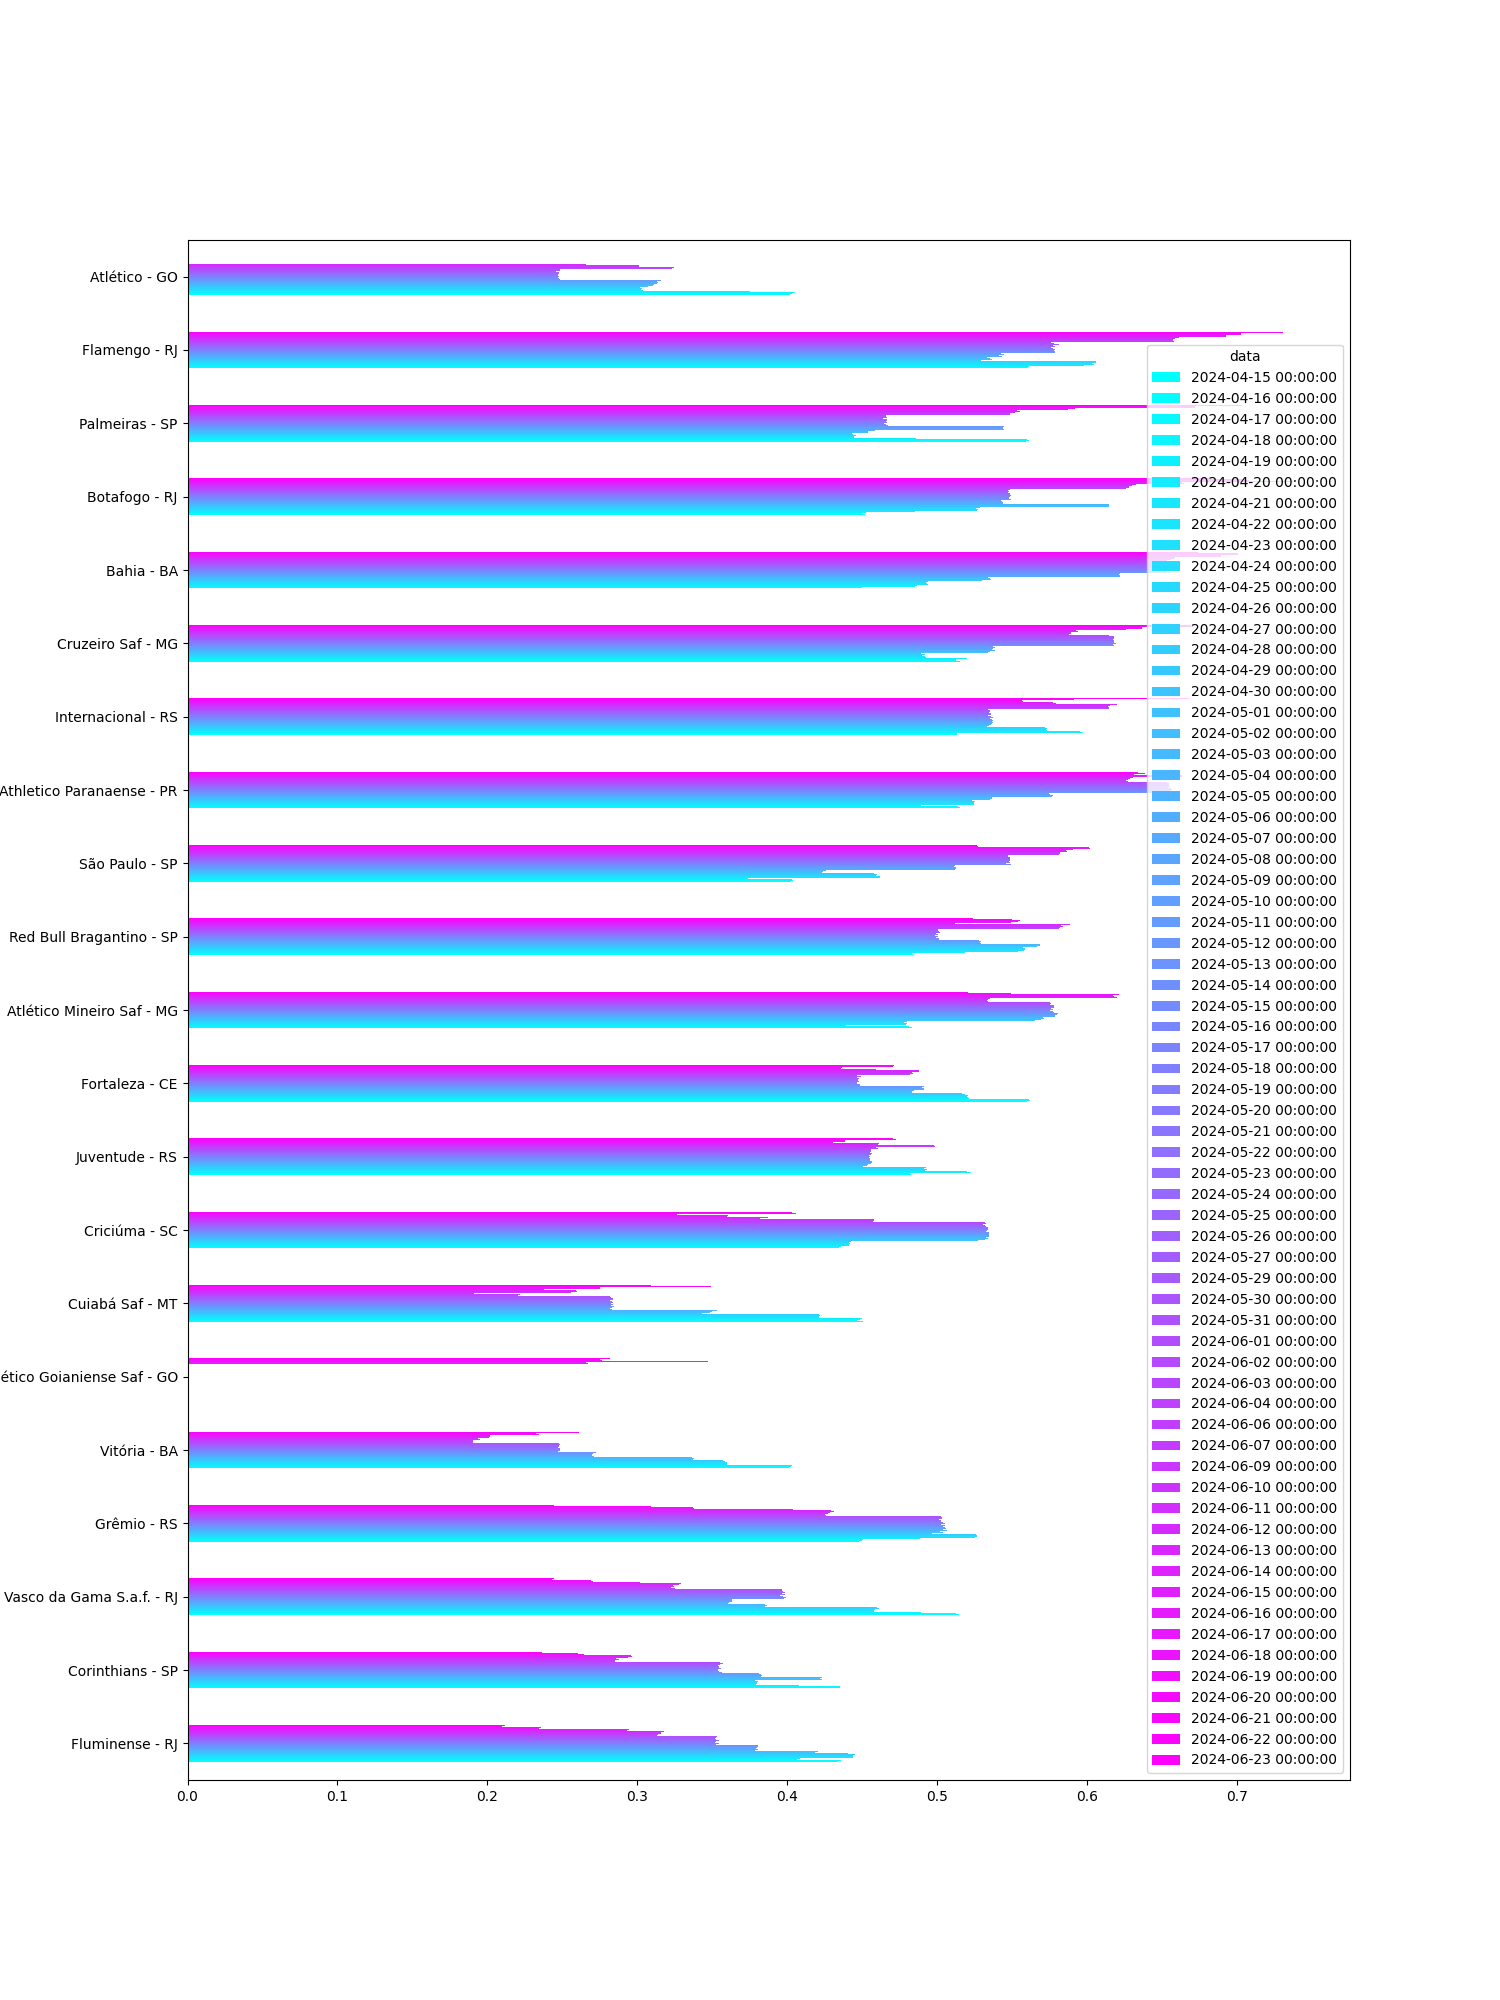 Atlético - GO
Flamengo - RJ
Palmeiras - SP
Botafogo - RJ
Bahia - BA
Cruzeiro Saf - MG
Internacional - RS
Athletico Paranaense - PR
São Paulo - SP
Red Bull Bragantino - SP
Atlético Mineiro Saf - MG
Fortaleza - CE
Juventude - RS
Criciúma - SC
Cuiabá Saf - MT
ético Goianiense Saf - GO
Vitória - BA
Grêmio - RS
Vasco da Gama S.a.f. - RJ
Corinthians - SP
Fluminense - RJ
0.0 0.1 0.2 0.3 0.4 0.5 0.6 0.7
data
2024-04-15 00:00:00
2024-04-16 00:00:00
2024-04-17 00:00:00
2024-04-18 00:00:00
2024-04-19 00:00:00
2024-04-20 00:00:00
2024-04-21 00:00:00
2024-04-22 00:00:00
2024-04-23 00:00:00
2024-04-24 00:00:00
2024-04-25 00:00:00
2024-04-26 00:00:00
2024-04-27 00:00:00
2024-04-28 00:00:00
2024-04-29 00:00:00
2024-04-30 00:00:00
2024-05-01 00:00:00
2024-05-02 00:00:00
2024-05-03 00:00:00
2024-05-04 00:00:00
2024-05-05 00:00:00
2024-05-06 00:00:00
2024-05-07 00:00:00
2024-05-08 00:00:00
2024-05-09 00:00:00
2024-05-10 00:00:00
2024-05-11 00:00:00
2024-05-12 00:00:00
2024-05-13 00:00:00
2024-05-14 00:00:00
2024-05-15 00:00:00
2024-05-16 00:00:00
2024-05-17 00:00:00
2024-05-18 00:00:00
2024-05-19 00:00:00
2024-05-20 00:00:00
2024-05-21 00:00:00
2024-05-22 00:00:00
2024-05-23 00:00:00
2024-05-24 00:00:00
2024-05-25 00:00:00
2024-05-26 00:00:00
2024-05-27 00:00:00
2024-05-29 00:00:00
2024-05-30 00:00:00
2024-05-31 00:00:00
2024-06-01 00:00:00
2024-06-02 00:00:00
2024-06-03 00:00:00
2024-06-04 00:00:00
2024-06-06 00:00:00
2024-06-07 00:00:00
2024-06-09 00:00:00
2024-06-10 00:00:00
2024-06-11 00:00:00
2024-06-12 00:00:00
2024-06-13 00:00:00
2024-06-14 00:00:00
2024-06-15 00:00:00
2024-06-16 00:00:00
2024-06-17 00:00:00
2024-06-18 00:00:00
2024-06-19 00:00:00
2024-06-20 00:00:00
2024-06-21 00:00:00
2024-06-22 00:00:00
2024-06-23 00:00:00